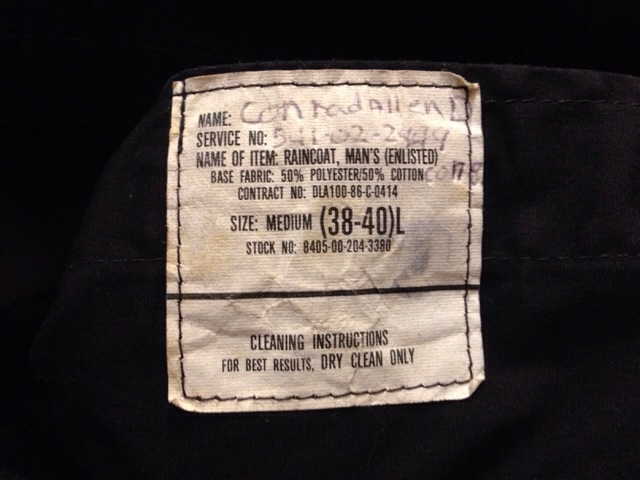 NAME: Conrad Allen D
SERVICE NO:
NAME OF ITEM: RAINCOAT, MAN'S (ENLISTED)
BASE FABRIC: 50% POLYESTER/50% COTTON
CONTRACT NO: DLA100-86-C-0414
SIZE: MEDIUM (38-40)L
STOCK NO: 8405-00-204-3380
CLEANING INSTRUCTIONS
FOR BEST RESULTS, DRY CLEAN ONLY